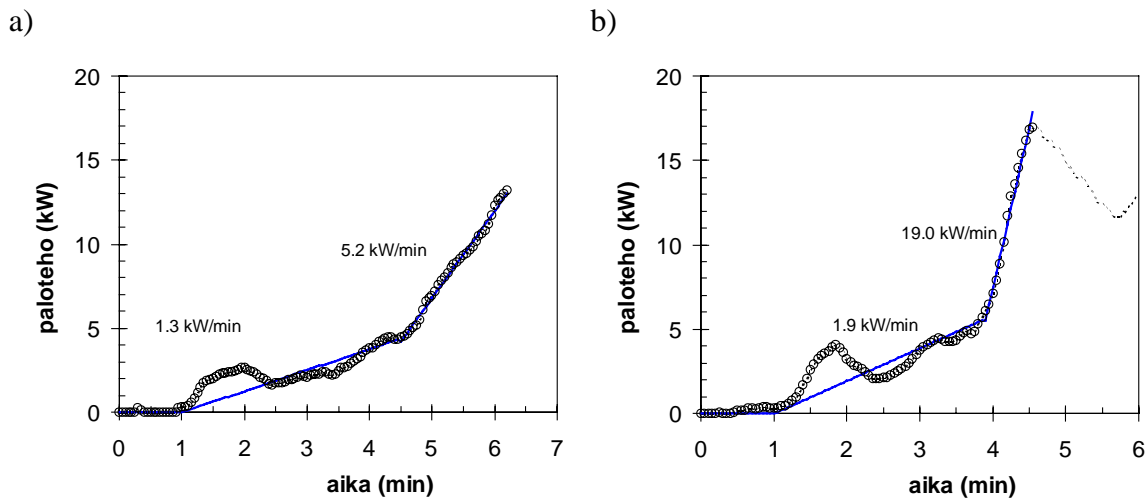 a)
20
15
10
5
0
paloteho (kW)
5.2 kW/min
1.3 kW/min
0 1 2 3 4 5 6 7
aika (min)
b)
20
15
10
5
0
paloteho (kW)
19.0 kW/min
1.9 kW/min
0 1 2 3 4 5 6
aika (min)